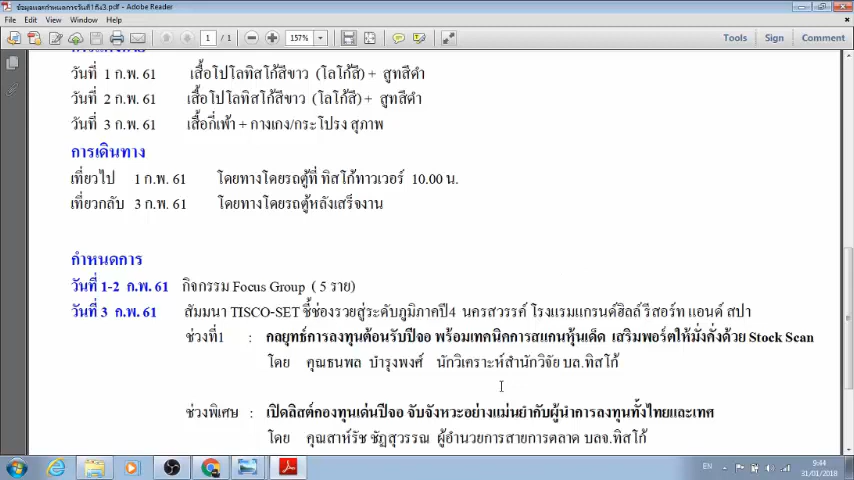 ข้อมูลและกำหนดการวันที่1ถึง3.pdf - Adobe Reader
File Edit View Window Help
1 / 1 157% Tools Sign Comment
วันที่ 1 ก.พ. 61 เสื้อโปโลทิสโก้สีขาว (โลโก้สี) + สูทสีดำ
วันที่ 2 ก.พ. 61 เสื้อโปโลทิสโก้สีขาว (โลโก้สี) + สูทสีดำ
วันที่ 3 ก.พ. 61 เสื้อกี่เพ้า + กางเกง/กระโปรง สุภาพ
การเดินทาง
เที่ยวไป 1 ก.พ. 61 โดยทางโดยรถตู้ที่ ทิสโก้ทาวเวอร์ 10.00 น.
เที่ยวกลับ 3 ก.พ. 61 โดยทางโดยรถตู้หลังเสร็จงาน
กำหนดการ
วันที่ 1-2 ก.พ. 61 กิจกรรม Focus Group ( 5 ราย)
วันที่ 3 ก.พ. 61 สัมมนา TISCO-SET ชี้ช่องรวยสู่ระดับภูมิภาคปี4 นครสวรรค์ โรงแรมแกรนด์ฮิลล์ รีสอร์ท แอนด์ สปา
ช่วงที่1 : กลยุทธ์การลงทุนต้อนรับปีจอ พร้อมเทคนิคการสแกนหุ้นเด็ด เสริมพอร์ตให้มั่งคั่งด้วย Stock Scan
โดย คุณธนพล บำรุงพงศ์ นักวิเคราะห์สำนักวิจัย บล.ทิสโก้
ช่วงพิเศษ : เปิดลิสต์กองทุนเด่นปีจอ จับจังหวะอย่างแม่นยำกับผู้นำการลงทุนทั้งไทยและเทศ
โดย คุณสาห์รัช ชัฏสุวรรณ ผู้อำนวยการสายการตลาด บลจ.ทิสโก้
EN 9:44
31/01/2018